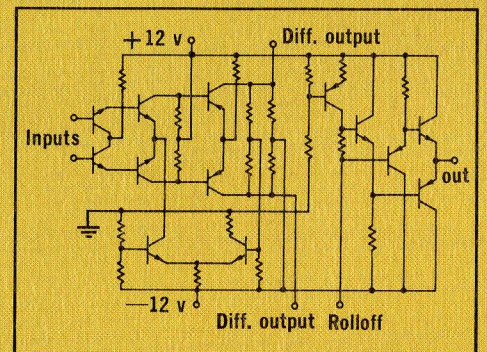 + 12 v
Diff. output
Inputs
out
—12 v
Diff. output
Rolloff